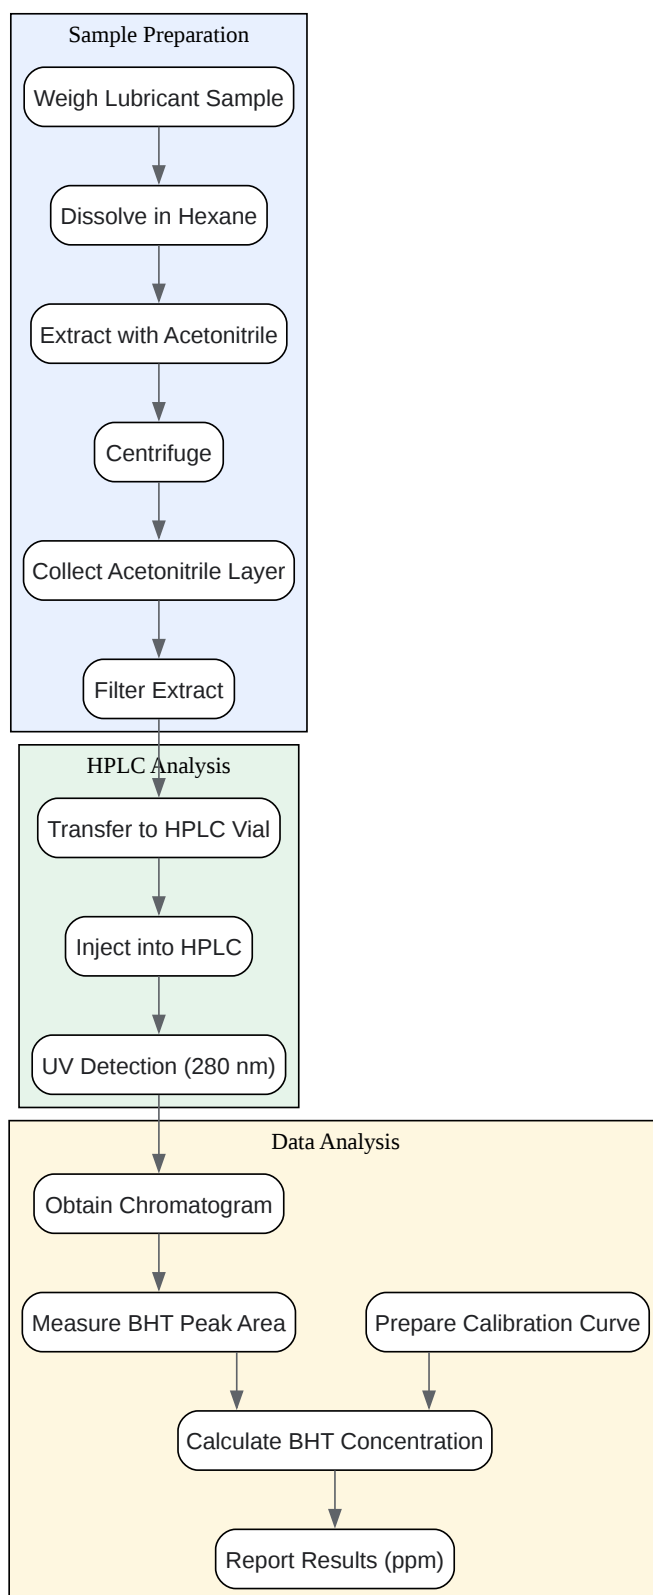 Sample Preparation
Weigh Lubricant Sample
Dissolve in Hexane
Extract with Acetonitrile
Centrifuge
Collect Acetonitrile Layer
Filter Extract
HPLC Analysis
Transfer to HPLC Vial
Inject into HPLC
UV Detection (280 nm)
Data Analysis
Obtain Chromatogram
Measure BHT Peak Area
Prepare Calibration Curve
Calculate BHT Concentration
Report Results (ppm)